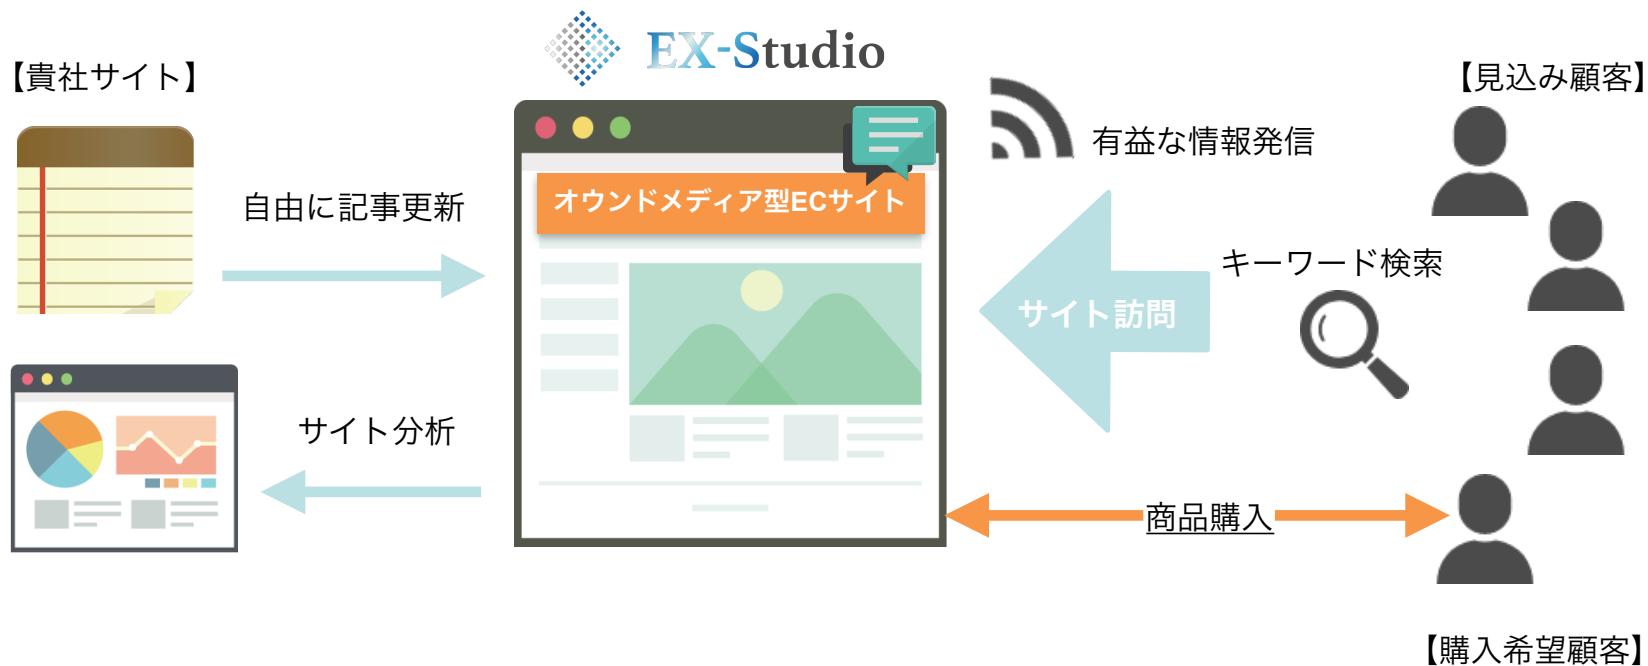 EX-Studio
【貴社サイト】
【見込み顧客】
有益な情報発信
自由に記事更新
オウンドメディア型ECサイト
キーワード検索
サイト訪問
サイト分析
商品購入
【購入希望顧客】